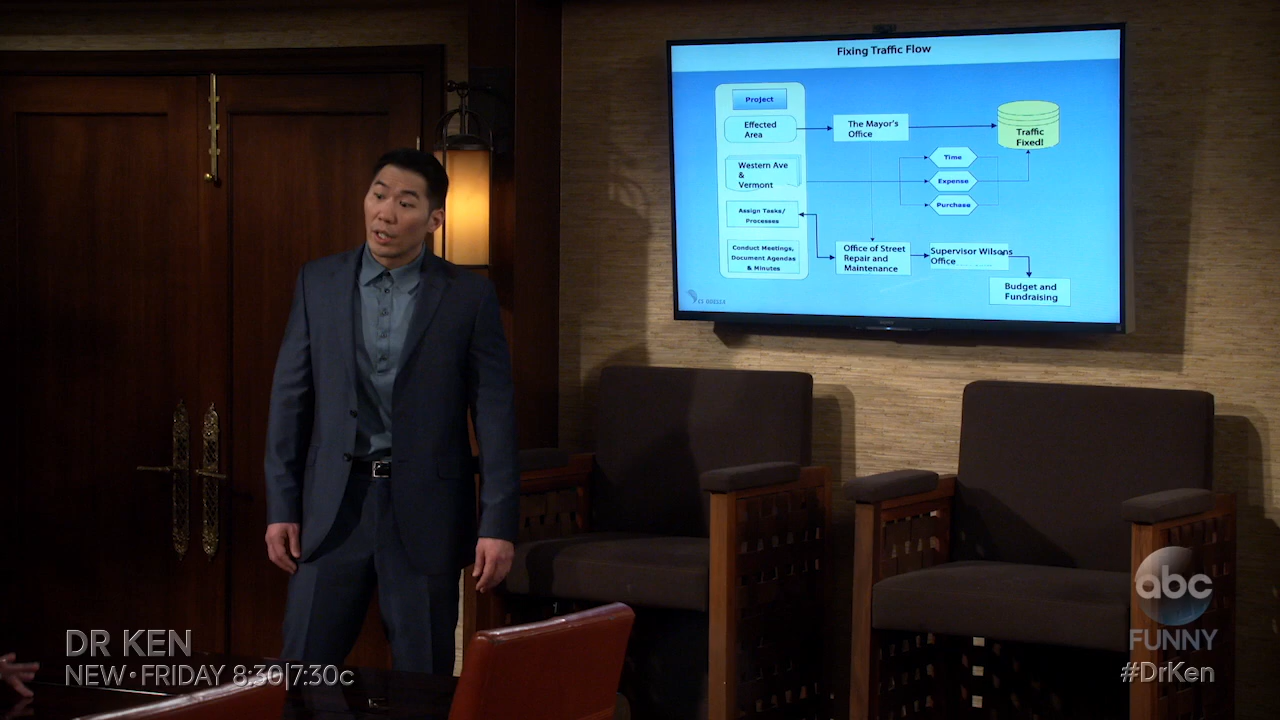 Fixing Traffic Flow
Project
Effected
Area
Western Ave
&
Vermont
Assign Tasks/
Processes
Conduct Meetings,
Document Agendas
& Minutes
The Mayor's
Office
Traffic
Fixed!
Time
Expense
Purchase
Office of Street
Repair and
Maintenance
Supervisor Wilsons
Office
Budget and
Fundraising
abc
FUNNY
#DrKen
DR KEN
NEW·FRIDAY 8:30|7:30c